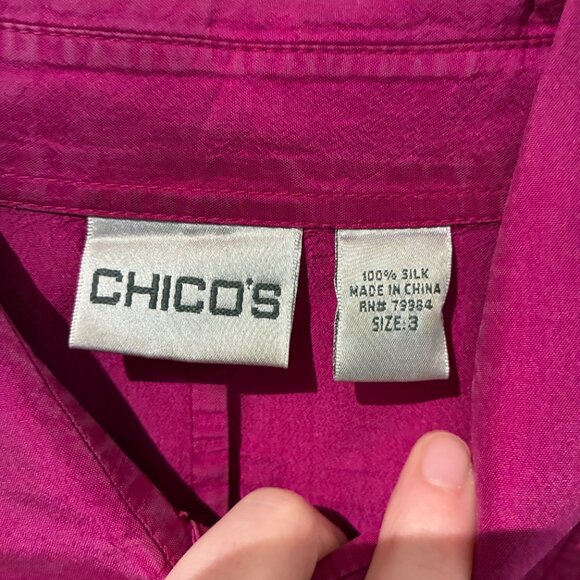 CHICO'S
100% SILK
MADE IN CHINA
RN# 79984
SIZE: 3